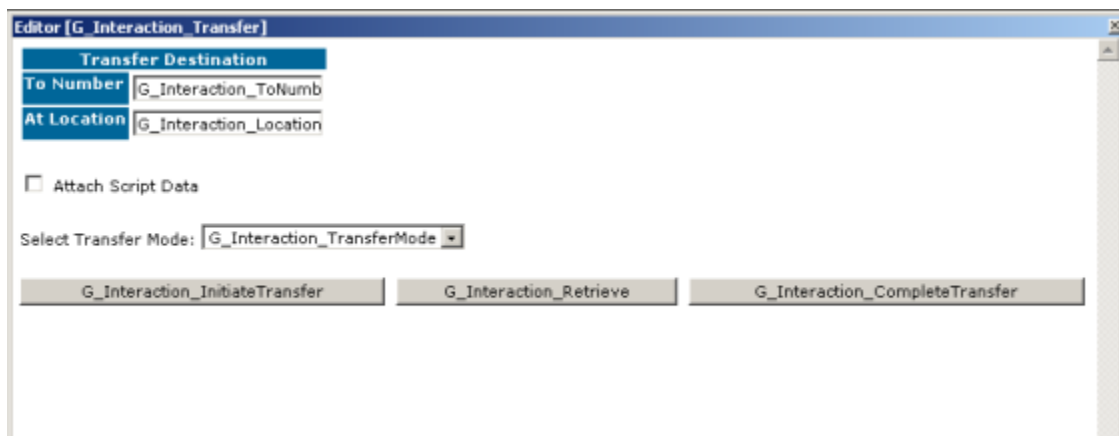 Editor [G_Interaction_Transfer]
Transfer Destination
To Number G_Interaction_ToNumb
At Location G_Interaction_Location
Attach Script Data
Select Transfer Mode: G_Interaction_TransferMode
G_Interaction_InitiateTransfer G_Interaction_Retrieve G_Interaction_CompleteTransfer